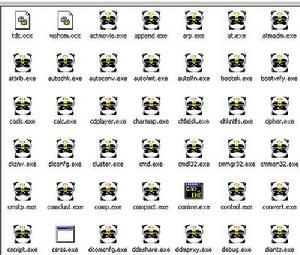 tdc.ocx wshom.ocx actmovie.exe append.exe arp.exe at.exe atmadm.exe
attrib.exe autochk.exe autoconv.exe autofmt.exe autolfn.exe bootok.exe bootvrfy.exe
cacls.exe calc.exe cdplayer.exe charmap.exe chkdsk.exe chkntfs.exe cipher.exe
ckcnv.exe cliconfg.exe cluster.exe cmd.exe cmdl32.exe cmmgr32.exe cmmon32.exe
cmstp.exe comclust.exe comp.exe compact.exe conime.exe control.exe convert.exe
cscript.exe csrss.exe dcomcnfg.exe ddeshare.exe ddmprxy.exe debug.exe diantz.exe